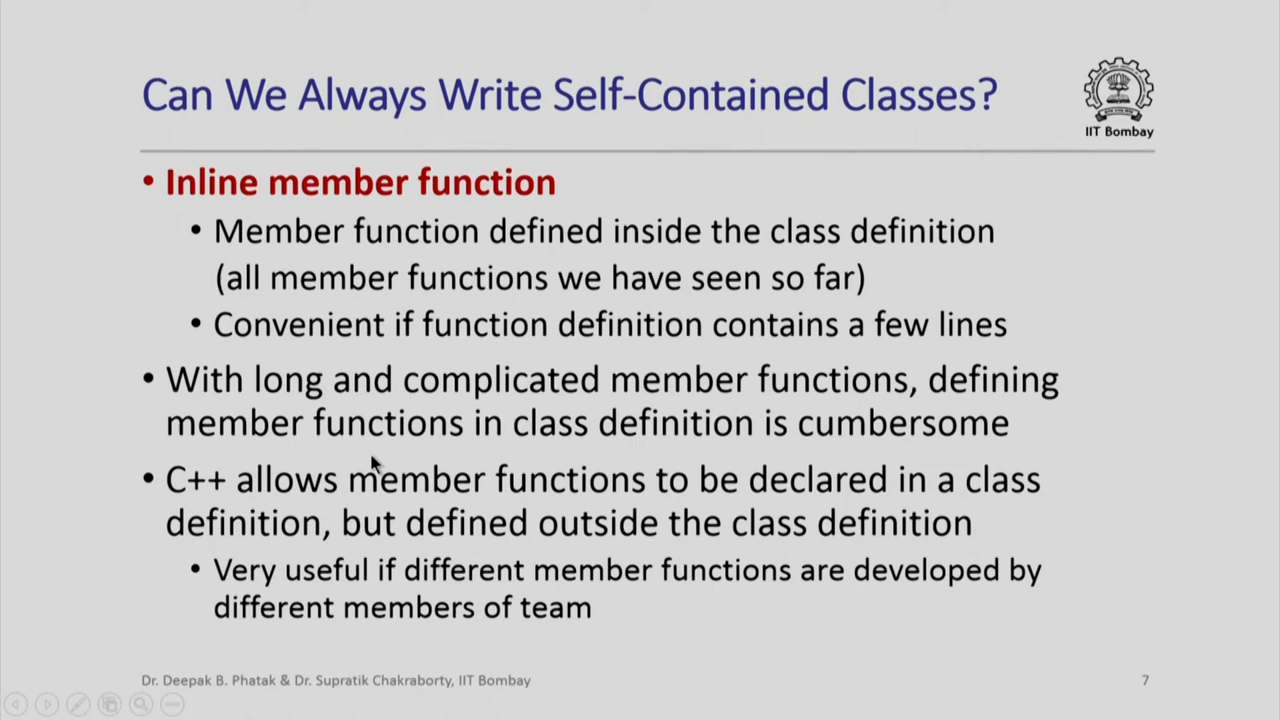 Can We Always Write Self-Contained Classes?
IIT Bombay
• Inline member function
• Member function defined inside the class definition
(all member functions we have seen so far)
• Convenient if function definition contains a few lines
• With long and complicated member functions, defining
member functions in class definition is cumbersome
• C++ allows member functions to be declared in a class
definition, but defined outside the class definition
• Very useful if different member functions are developed by
different members of team
Dr. Deepak B. Phatak & Dr. Supratik Chakraborty, IIT Bombay
7